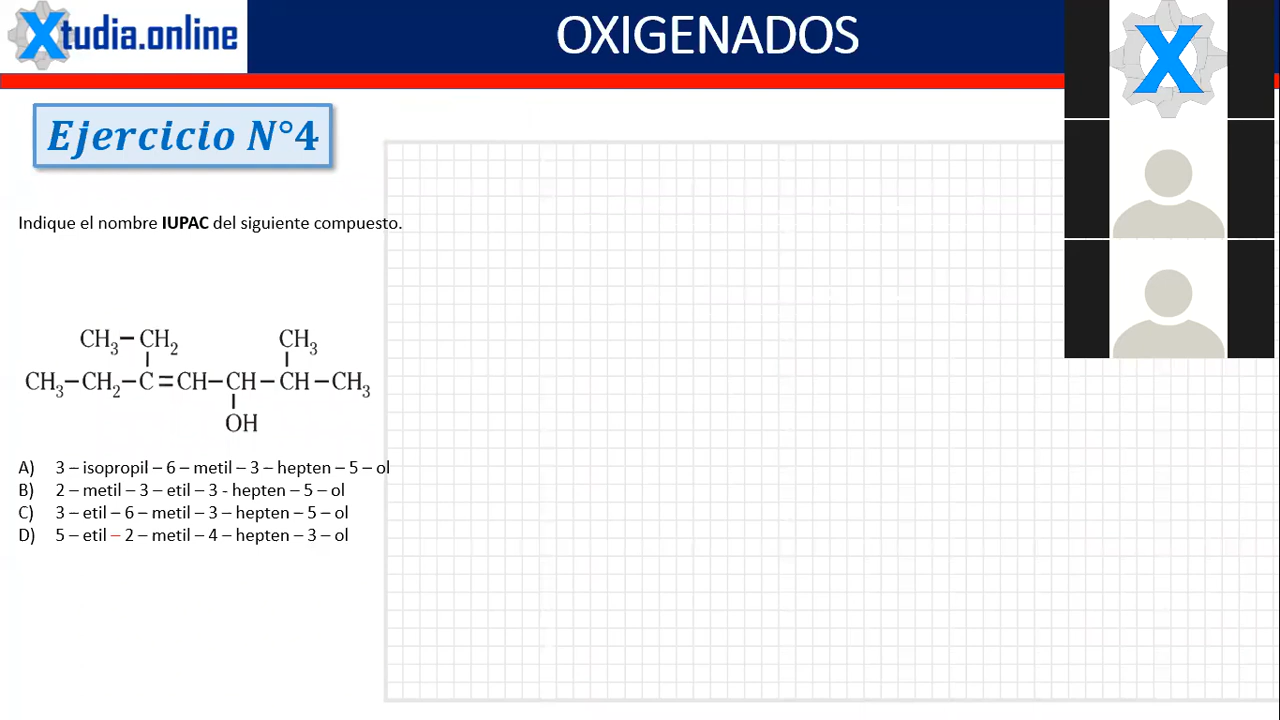 Xtudia.online
OXIGENADOS
X
Ejercicio N°4
Indique el nombre IUPAC del siguiente compuesto.
CH₃–CH₂ CH₃
CH₃–CH₂–C=CH–CH–CH–CH₃
OH
A) 3 – isopropil – 6 – metil – 3 – hepten – 5 – ol
B) 2 – metil – 3 – etil – 3 - hepten – 5 – ol
C) 3 – etil – 6 – metil – 3 – hepten – 5 – ol
D) 5 – etil – 2 – metil – 4 – hepten – 3 – ol